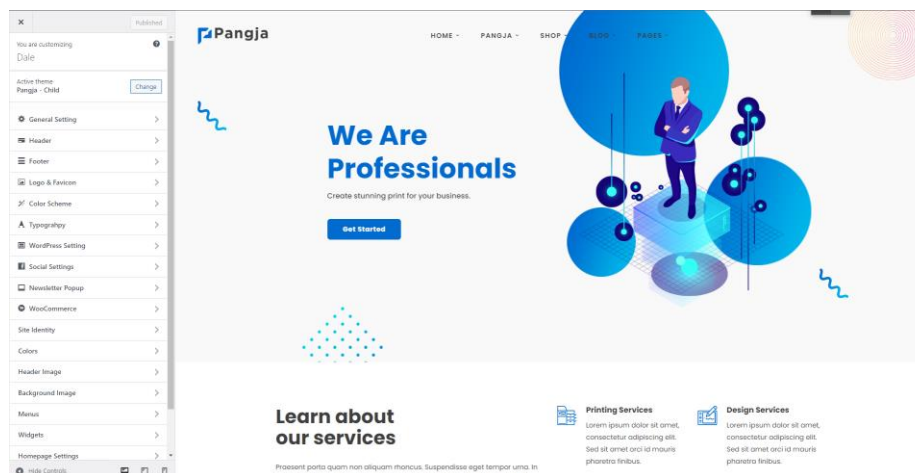 Published
You are customizing
Dale
Active theme
Pangja - Child
Change
General Setting
Header
Footer
Logo & Favicon
Color Scheme
Typograhpy
WordPress Setting
Social Settings
Newsletter Popup
WooCommerce
Site Identity
Colors
Header Image
Background Image
Menus
Widgets
Homepage Settings
Hide Controls
Pangja
HOME PANGJA SHOP BLOG PAGES
We Are
Professionals
Create stunning print for your business.
Get Started
Learn about
our services
Praesent porta quam non aliquam rhoncus. Suspendisse eget tempor urna. In
Printing Services
Lorem ipsum dolor sit amet,
consectetur adipiscing elit.
Sed sit amet orci id mauris
pharetra finibus.
Design Services
Lorem ipsum dolor sit amet,
consectetur adipiscing elit.
Sed sit amet orci id mauris
pharetra finibus.